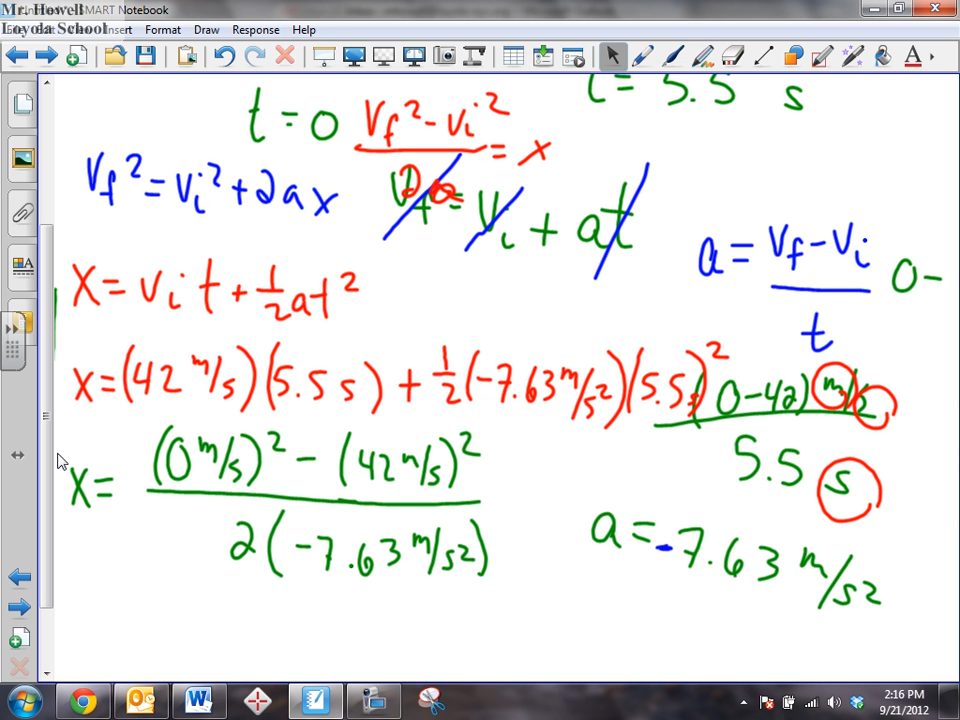 Mr. Howell
Loyola School
SMART Notebook
Insert Format Draw Response Help
t = 5.5 s
t = 0
Vf² - Vi² / 2a = x
Vf² = Vi² + 2ax
Vf = Vi + at
a = Vf - Vi / t
0 -
X = Vi t + 1/2 at²
X = (42 m/s)(5.5 s) + 1/2 (-7.63 m/s²)(5.5)²
(0 - 42) m/s / 5.5 s
X = (0 m/s)² - (42 m/s)² / 2(-7.63 m/s²)
a = -7.63 m/s²
2:16 PM
9/21/2012